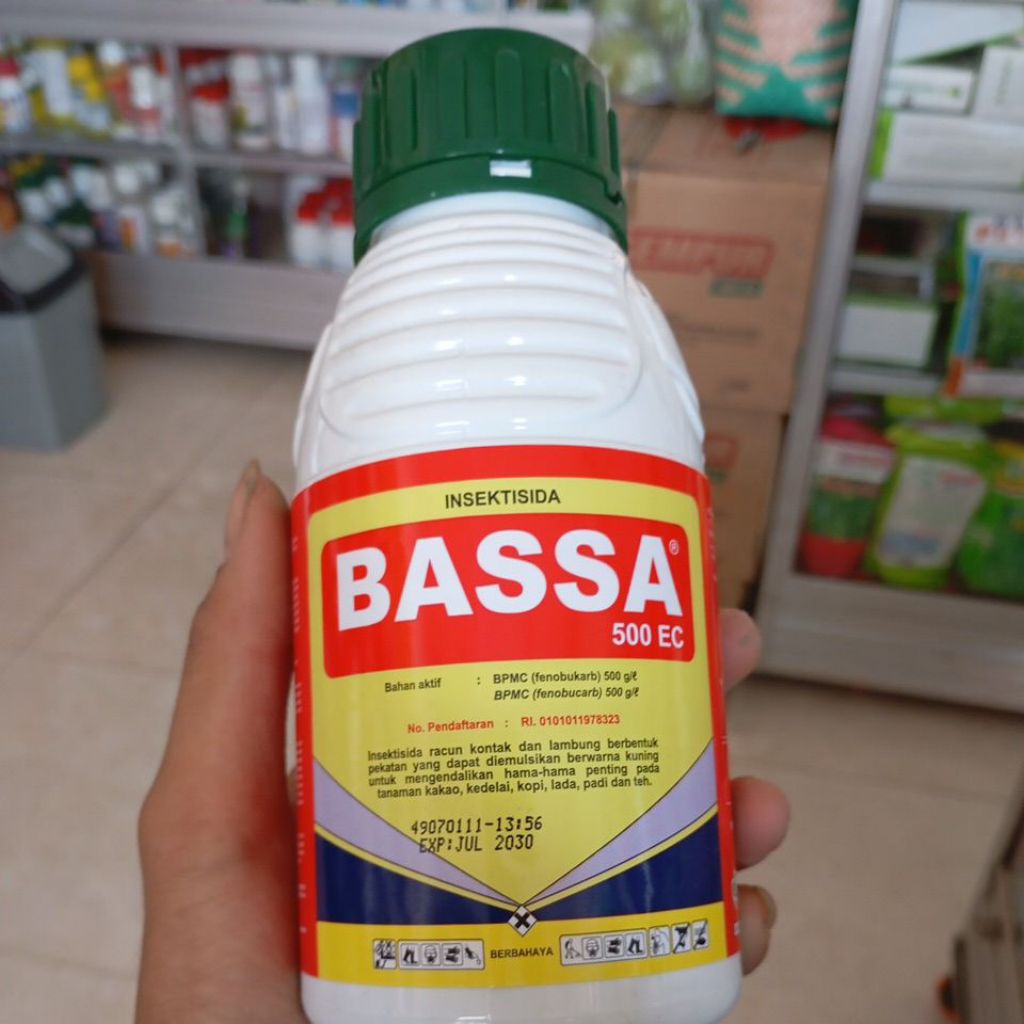 INSEKTISIDA
BASSA®
500 EC
Bahan aktif : BPMC (fenobukarb) 500 g/ℓ
BPMC (fenobucarb) 500 g/ℓ
No. Pendaftaran : RI. 0101011978323
Insektisida racun kontak dan lambung berbentuk
pekatan yang dapat diemulsikan berwarna kuning
untuk mengendalikan hama-hama penting pada
tanaman kakao, kedelai, kopi, lada, padi dan teh.
49070111-13:56
EXP:JUL 2030
BERBAHAYA